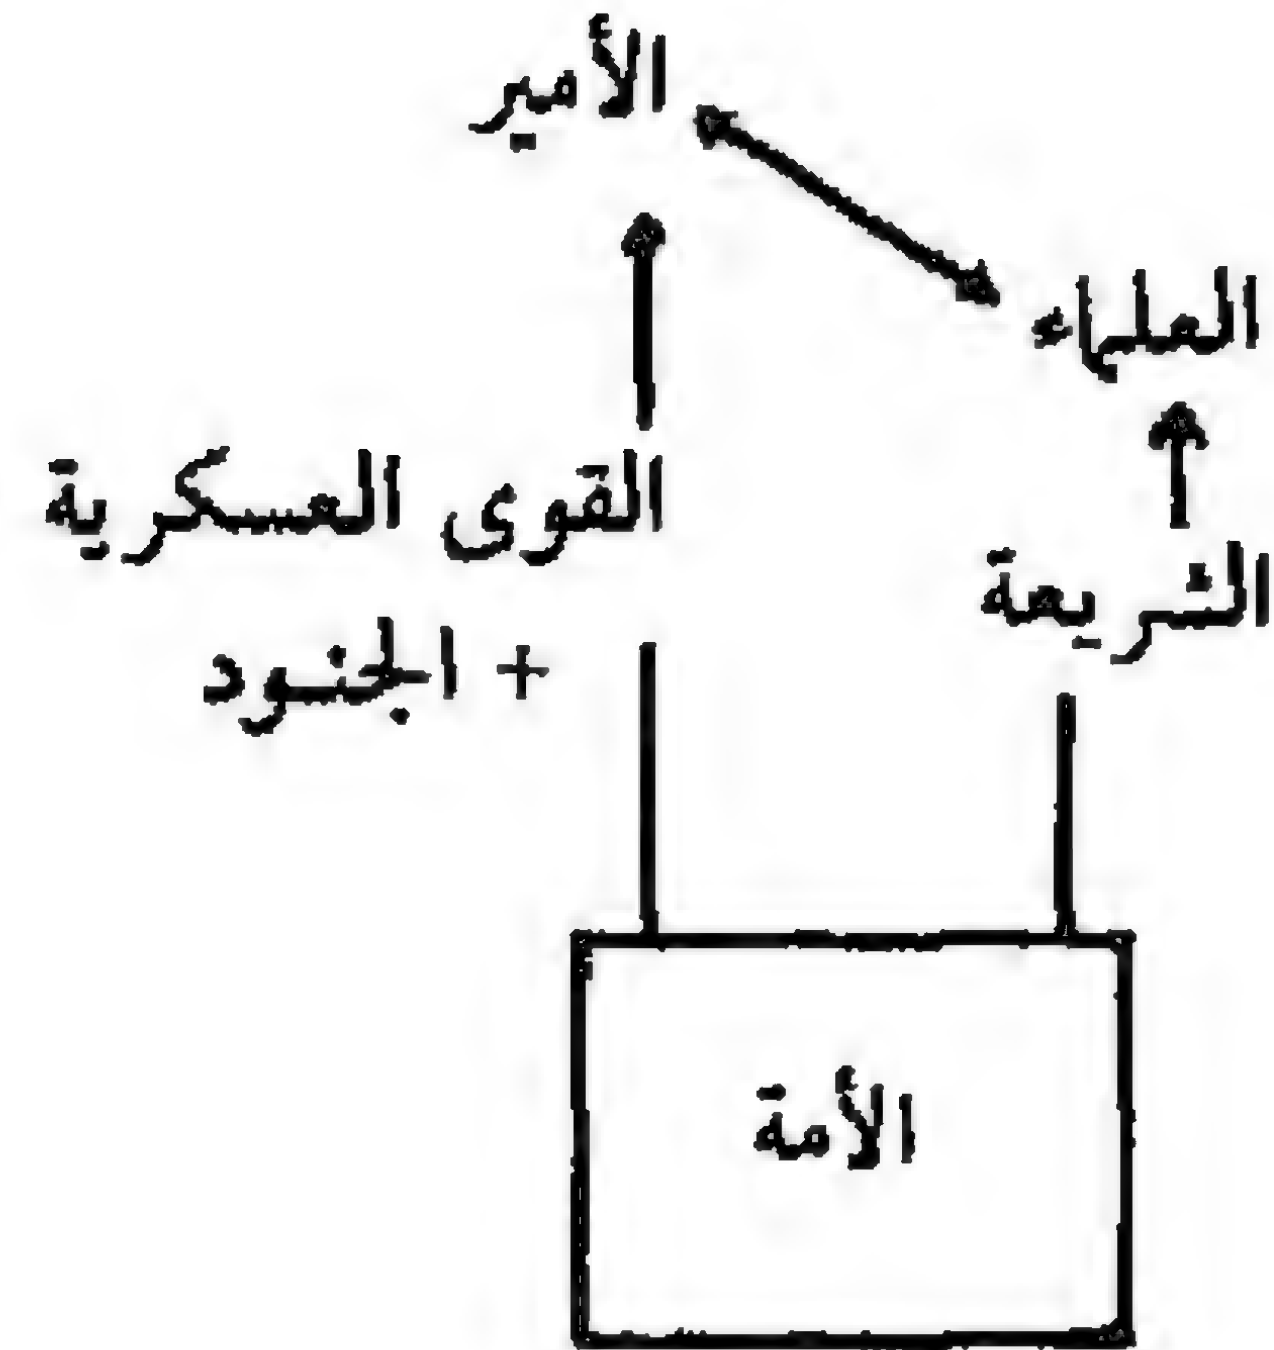 الأمير
العلماء
القوى العسكرية
+ الجنود
الشريعة
الأمة